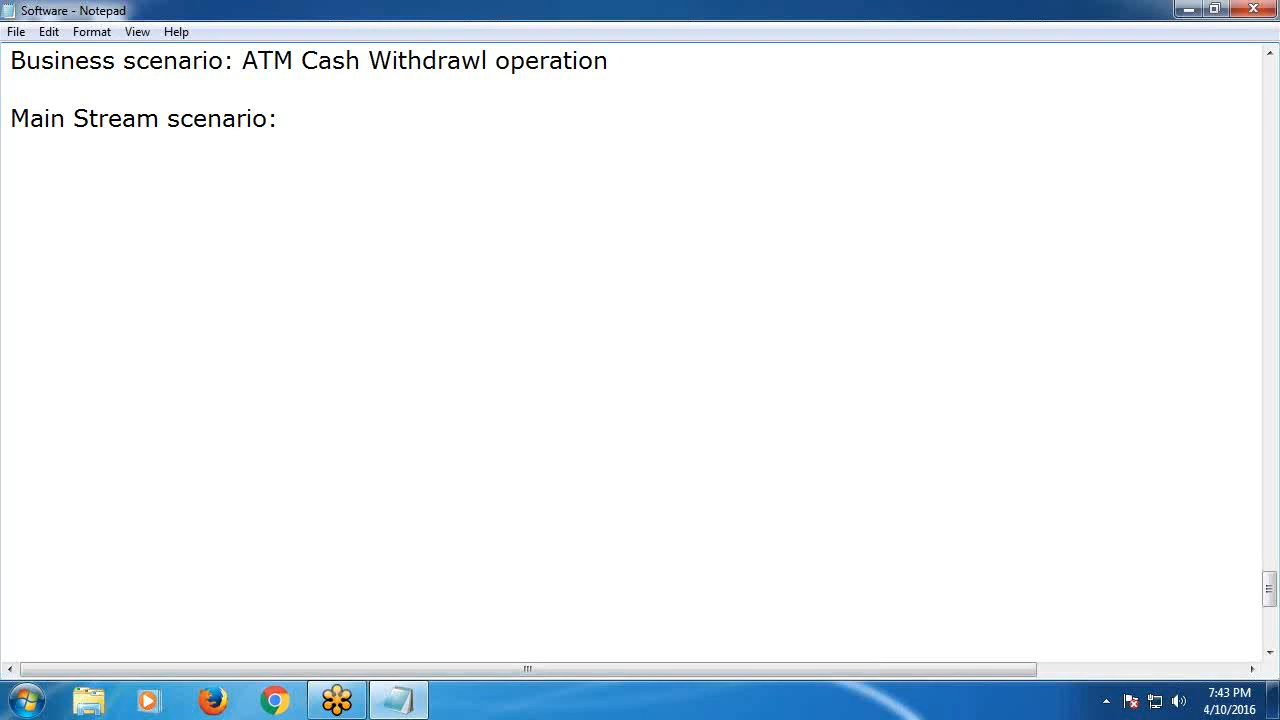 Software - Notepad
File Edit Format View Help
Business scenario: ATM Cash Withdrawl operation
Main Stream scenario:
7:43 PM
4/10/2016